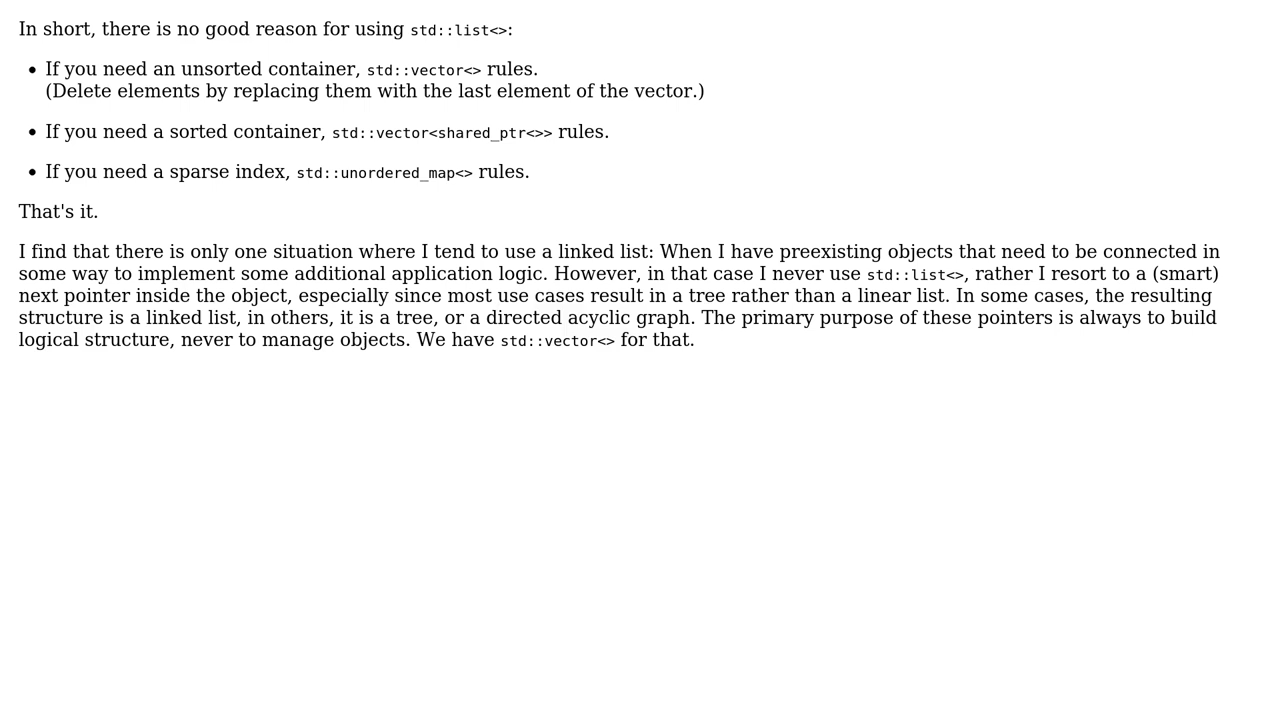 In short, there is no good reason for using std::list<>:
• If you need an unsorted container, std::vector<> rules.
(Delete elements by replacing them with the last element of the vector.)
• If you need a sorted container, std::vector<shared_ptr<>> rules.
• If you need a sparse index, std::unordered_map<> rules.
That's it.
I find that there is only one situation where I tend to use a linked list: When I have preexisting objects that need to be connected in
some way to implement some additional application logic. However, in that case I never use std::list<>, rather I resort to a (smart)
next pointer inside the object, especially since most use cases result in a tree rather than a linear list. In some cases, the resulting
structure is a linked list, in others, it is a tree, or a directed acyclic graph. The primary purpose of these pointers is always to build
logical structure, never to manage objects. We have std::vector<> for that.